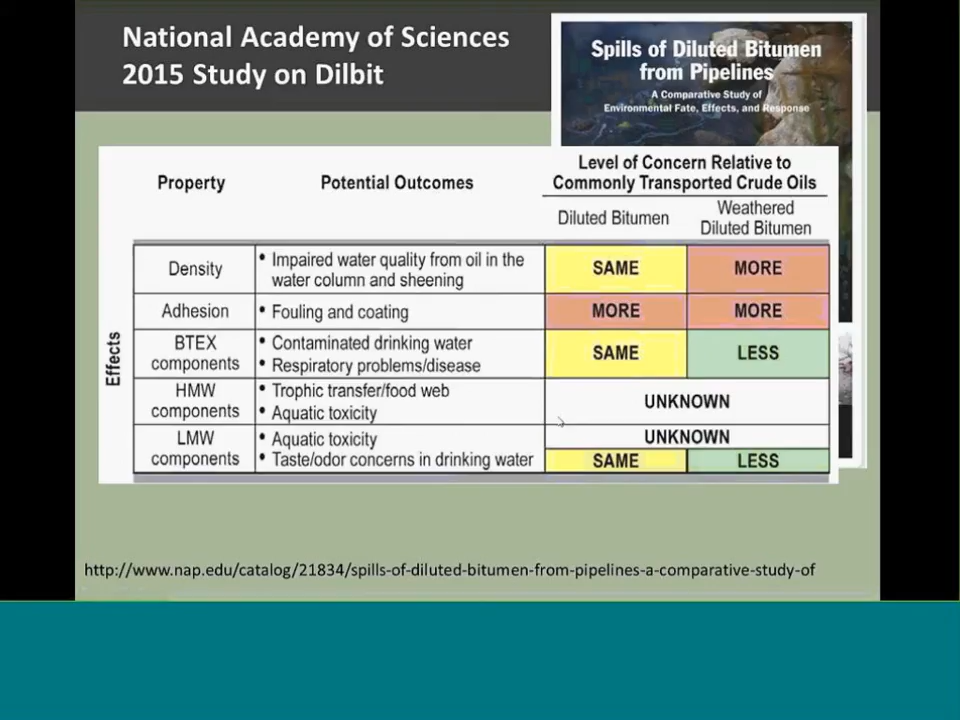 National Academy of Sciences
2015 Study on Dilbit
Spills of Diluted Bitumen
from Pipelines
A Comparative Study of
Environmental Fate, Effects, and Response
Level of Concern Relative to
Commonly Transported Crude Oils
Property
Potential Outcomes
Diluted Bitumen
Weathered
Diluted Bitumen
Effects
Density
• Impaired water quality from oil in the
water column and sheening
SAME
MORE
Adhesion
• Fouling and coating
MORE
MORE
BTEX
components
• Contaminated drinking water
• Respiratory problems/disease
SAME
LESS
HMW
components
• Trophic transfer/food web
• Aquatic toxicity
UNKNOWN
LMW
components
• Aquatic toxicity
UNKNOWN
• Taste/odor concerns in drinking water
SAME
LESS
http://www.nap.edu/catalog/21834/spills-of-diluted-bitumen-from-pipelines-a-comparative-study-of